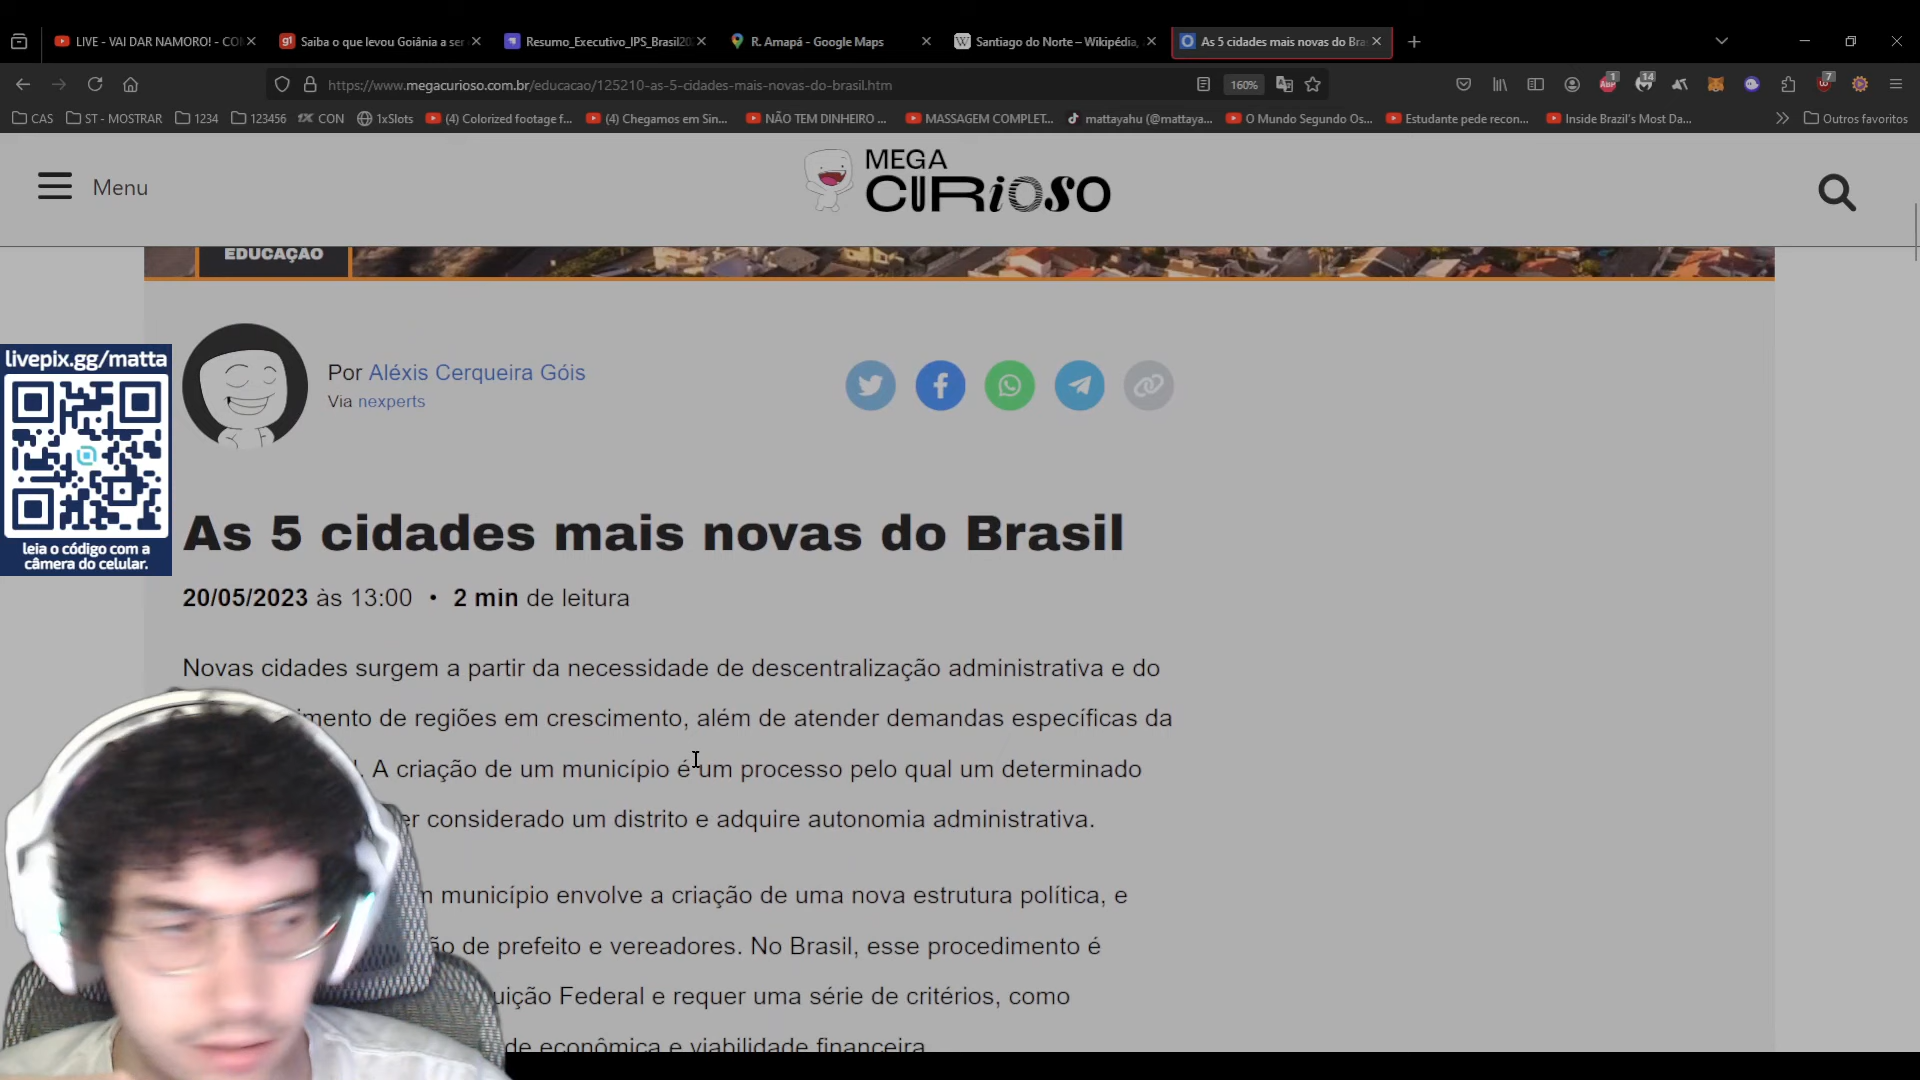 LIVE - VAI DAR NAMORO! - CO
Saiba o que levou Goiânia a ser
Resumo_Executivo_IPS_Brasil20
R. Amapá - Google Maps
Santiago do Norte – Wikipédia,
As 5 cidades mais novas do Bra
https://www.megacurioso.com.br/educacao/125210-as-5-cidades-mais-novas-do-brasil.htm
160%
1
14
7
CAS
ST - MOSTRAR
1234
123456
CON
1xSlots
(4) Colorized footage f...
(4) Chegamos em Sin...
NÃO TEM DINHEIRO ...
MASSAGEM COMPLET...
mattayahu (@mattaya...
O Mundo Segundo Os...
Estudante pede recon...
Inside Brazil's Most Da...
Outros favoritos
Menu
MEGA
CURIOSO
EDUCAÇÃO
livepix.gg/matta
leia o código com a
câmera do celular.
Por Aléxis Cerqueira Góis
Via nexperts
As 5 cidades mais novas do Brasil
20/05/2023 às 13:00 • 2 min de leitura
Novas cidades surgem a partir da necessidade de descentralização administrativa e do
imento de regiões em crescimento, além de atender demandas específicas da
. A criação de um município é um processo pelo qual um determinado
er considerado um distrito e adquire autonomia administrativa.
município envolve a criação de uma nova estrutura política, e
ão de prefeito e vereadores. No Brasil, esse procedimento é
uição Federal e requer uma série de critérios, como
de econômica e viabilidade financeira